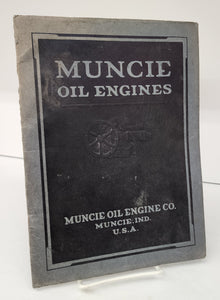 MUNCIE
OIL ENGINES
MUNCIE OIL ENGINE CO.
MUNCIE, IND.
U.S.A.